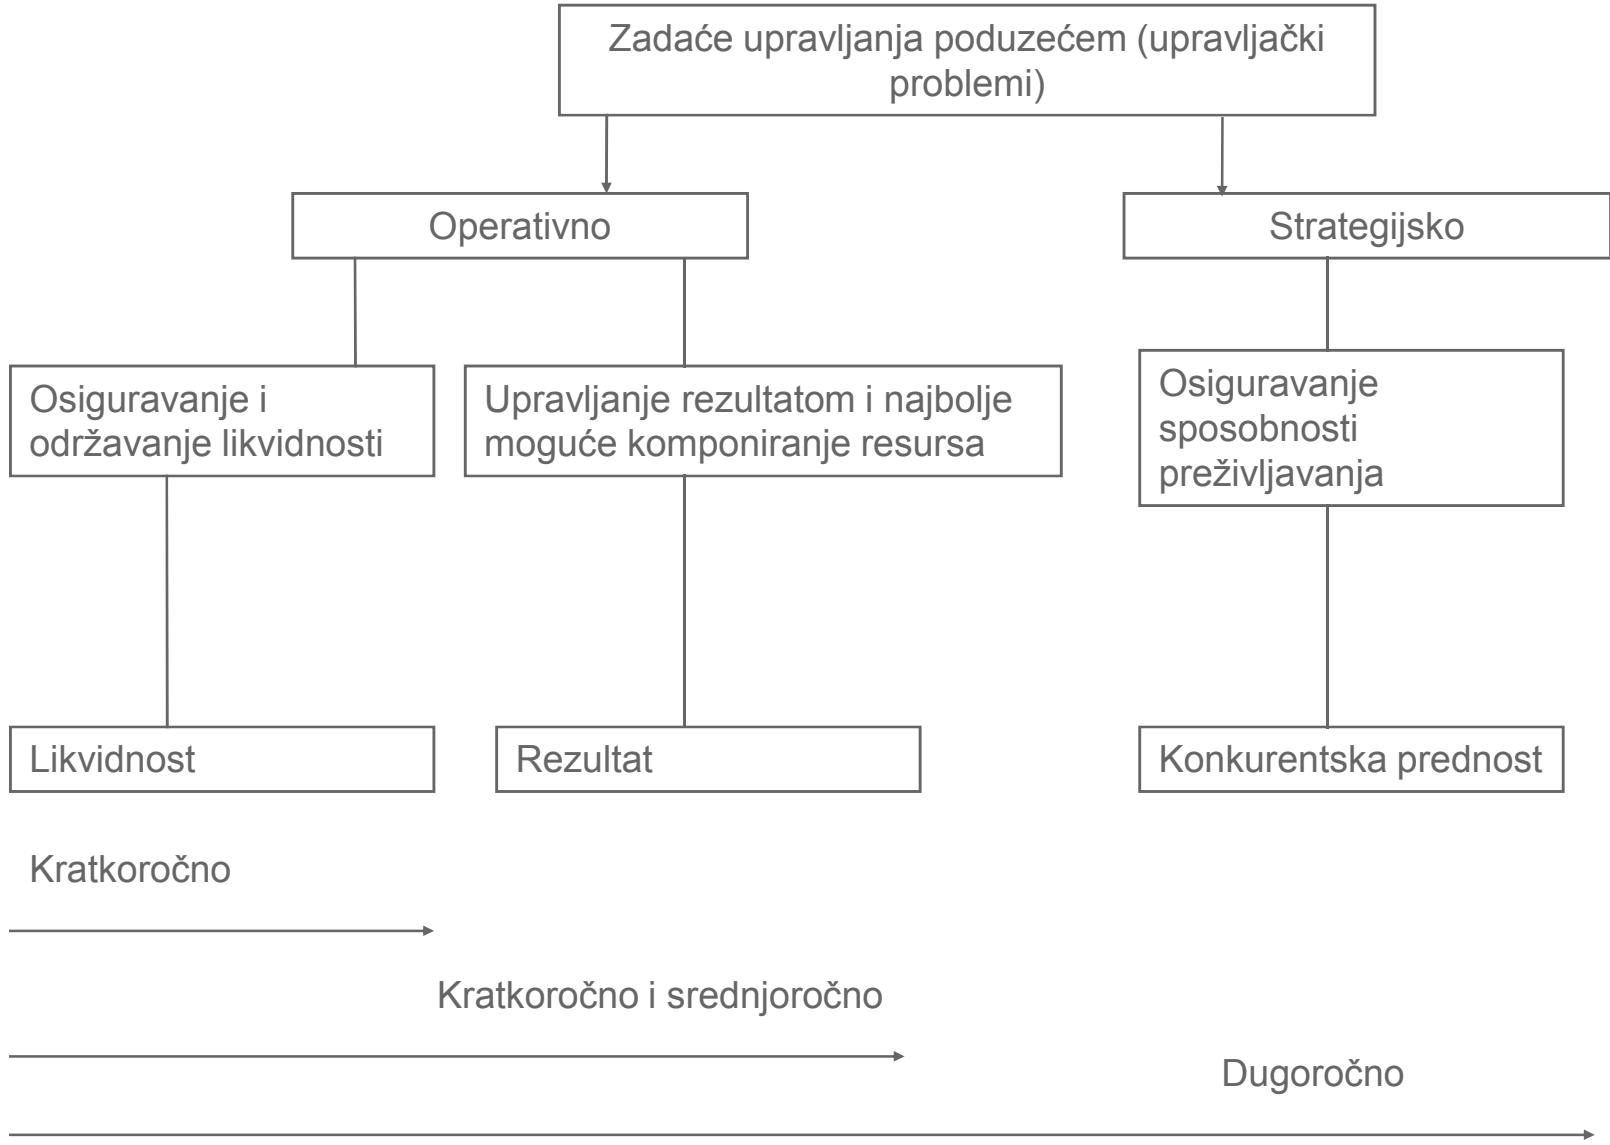 Zadaće upravljanja poduzećem (upravljački
problemi)
Operativno
Strategijsko
Osiguravanje i
održavanje likvidnosti
Upravljanje rezultatom i najbolje
moguće komponiranje resursa
Osiguravanje
sposobnosti
preživljavanja
Likvidnost
Rezultat
Konkurentska prednost
Kratkoročno
Kratkoročno i srednjoročno
Dugoročno